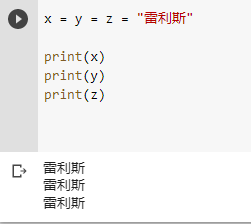 x = y = z = "雷利斯"
print(x)
print(y)
print(z)
雷利斯
雷利斯
雷利斯